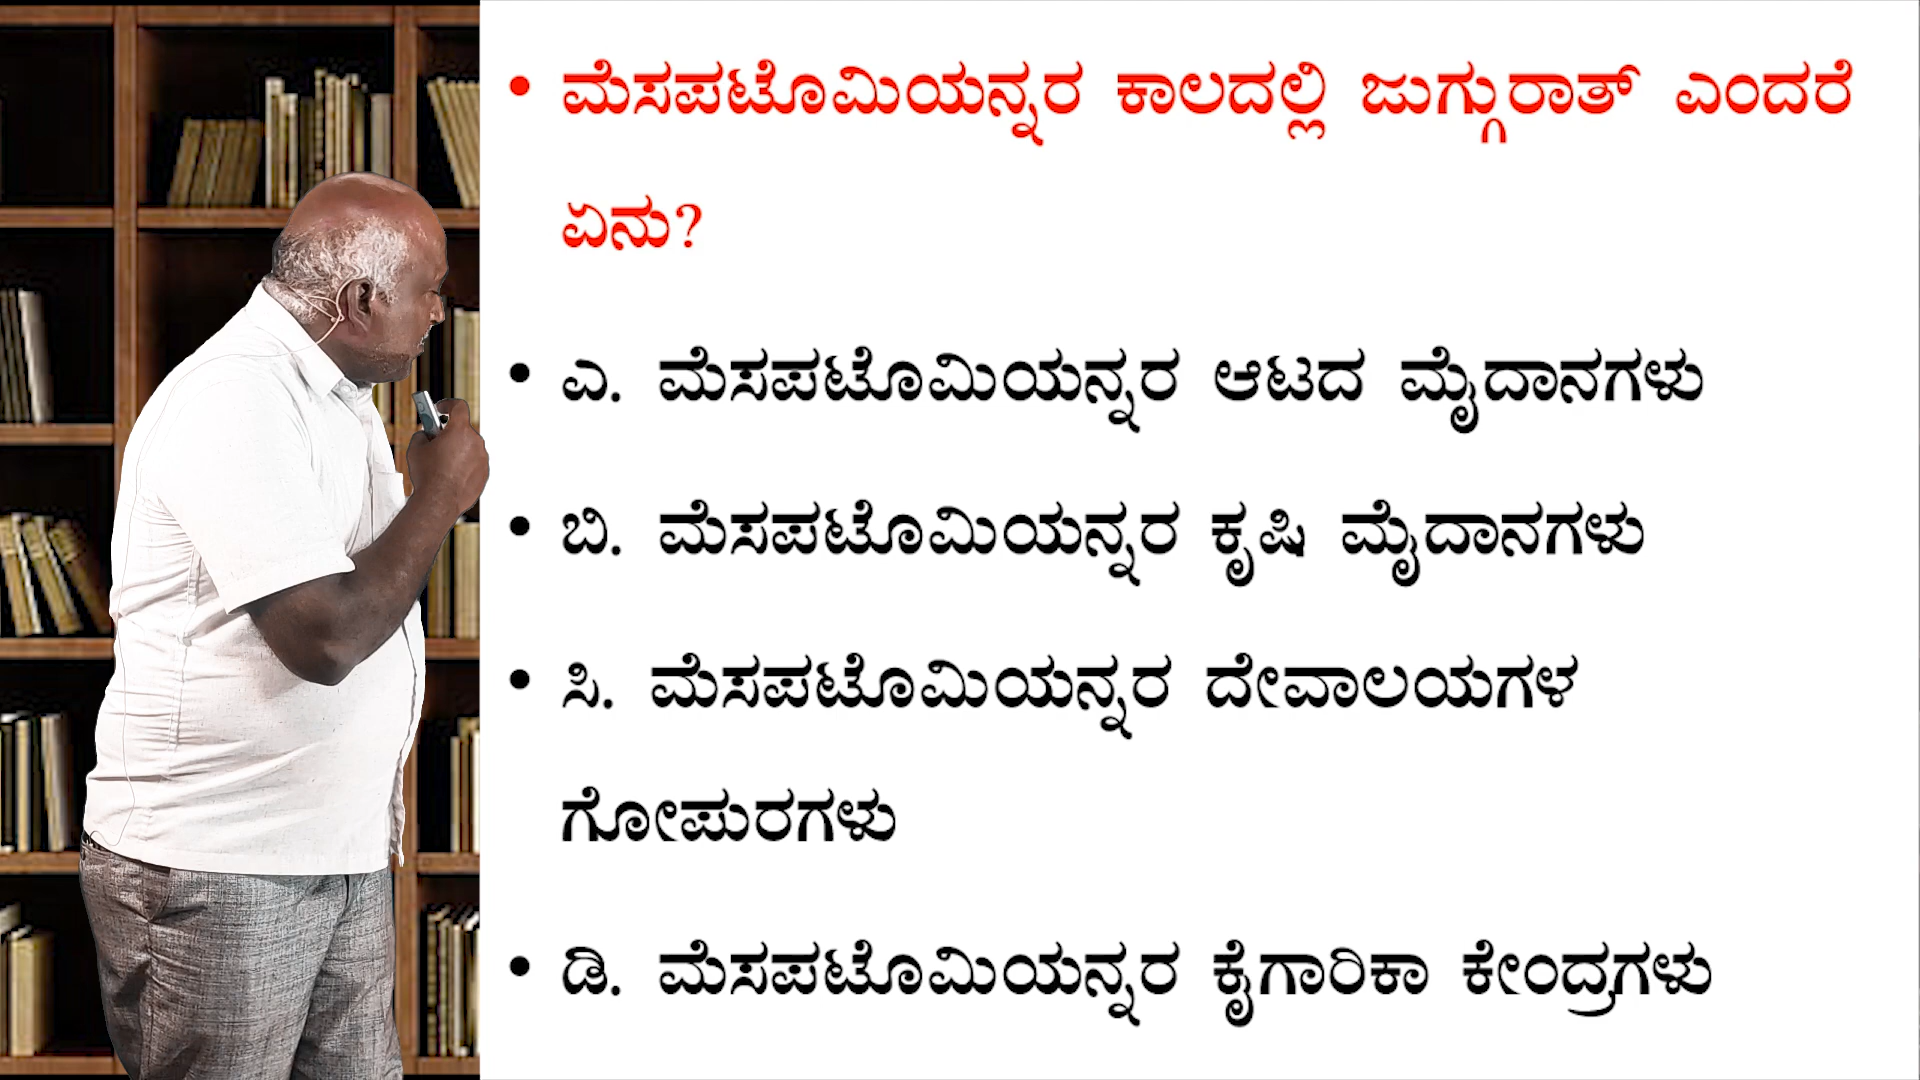 • ಮೆಸಪಟೊಮಿಯನ್ನರ ಕಾಲದಲ್ಲಿ ಜುಗ್ಗುರಾತ್ ಎಂದರೆ
ಏನು?
• ಎ. ಮೆಸಪಟೊಮಿಯನ್ನರ ಆಟದ ಮೈದಾನಗಳು
• ಬಿ. ಮೆಸಪಟೊಮಿಯನ್ನರ ಕೃಷಿ ಮೈದಾನಗಳು
• ಸಿ. ಮೆಸಪಟೊಮಿಯನ್ನರ ದೇವಾಲಯಗಳ
ಗೋಪುರಗಳು
• ಡಿ. ಮೆಸಪಟೊಮಿಯನ್ನರ ಕೈಗಾರಿಕಾ ಕೇಂದ್ರಗಳು